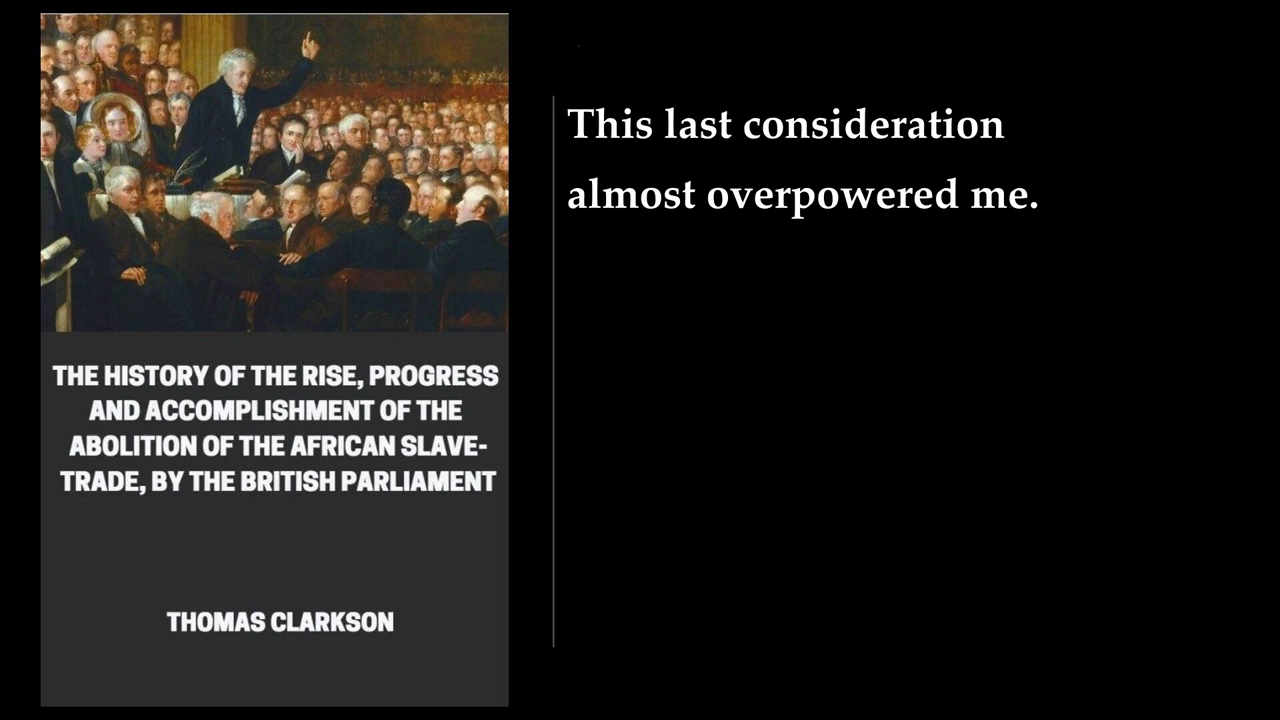 THE HISTORY OF THE RISE, PROGRESS
AND ACCOMPLISHMENT OF THE
ABOLITION OF THE AFRICAN SLAVE-
TRADE, BY THE BRITISH PARLIAMENT
THOMAS CLARKSON
This last consideration
almost overpowered me.